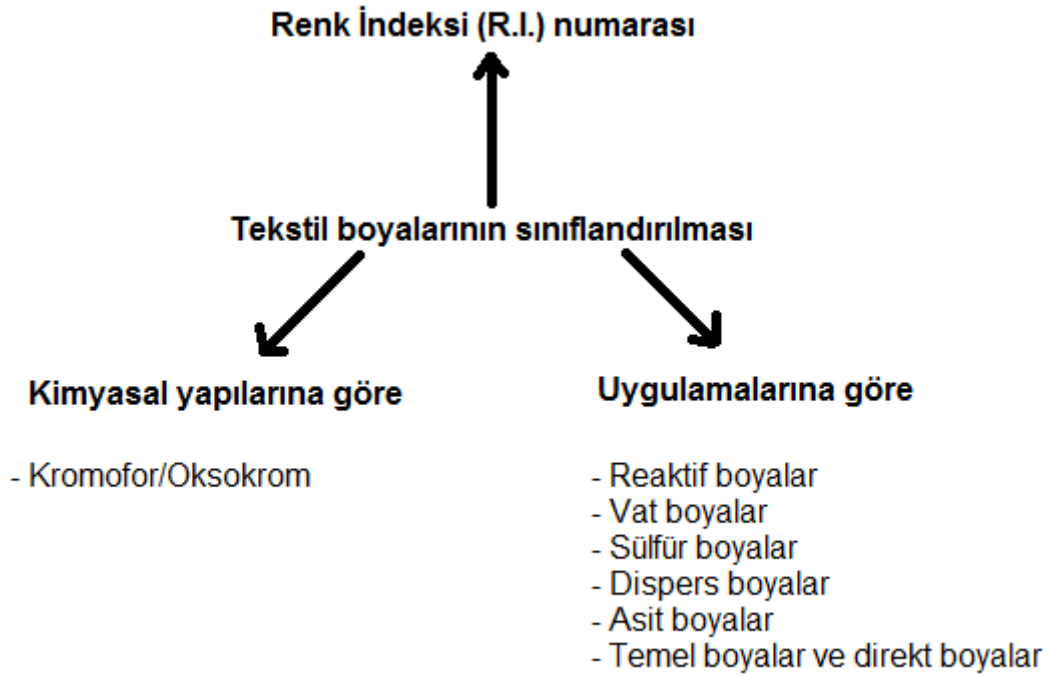 Renk İndeksi (R.I.) numarası
Tekstil boyalarının sınıflandırılması
Kimyasal yapılarına göre
- Kromofor/Oksokrom
Uygulamalarına göre
- Reaktif boyalar
- Vat boyalar
- Sülfür boyalar
- Dispers boyalar
- Asit boyalar
- Temel boyalar ve direkt boyalar